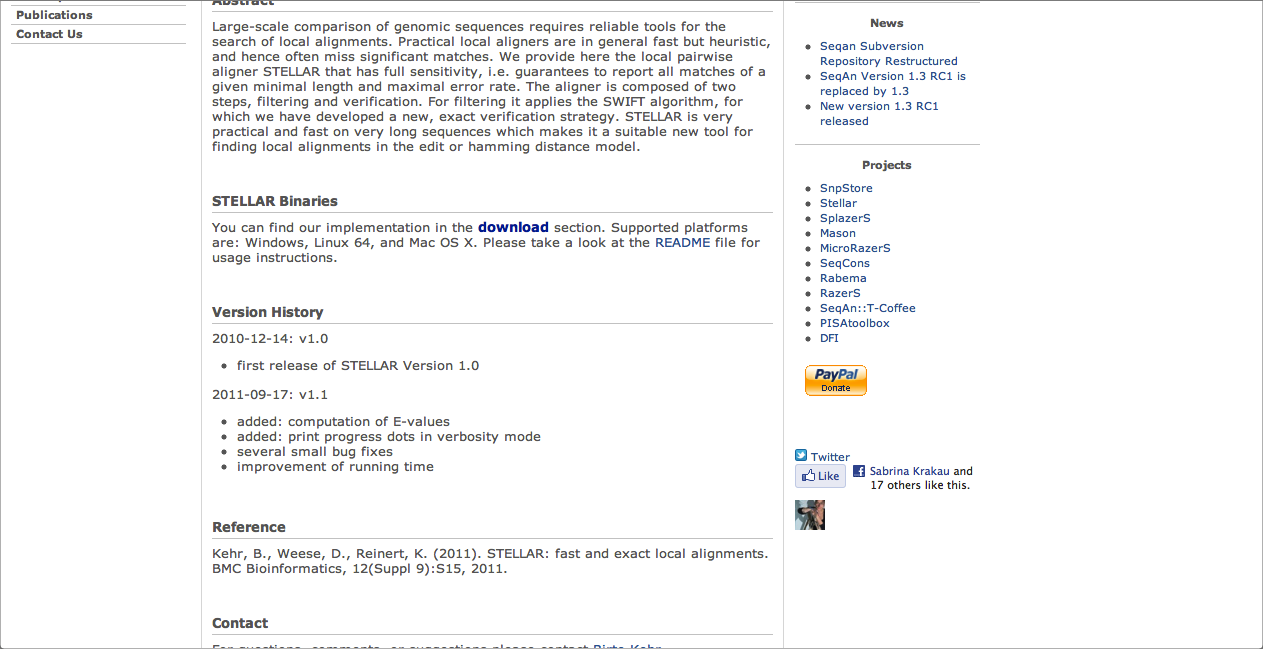 Publications
Contact Us
Abstract
Large-scale comparison of genomic sequences requires reliable tools for the
search of local alignments. Practical local aligners are in general fast but heuristic,
and hence often miss significant matches. We provide here the local pairwise
aligner STELLAR that has full sensitivity, i.e. guarantees to report all matches of a
given minimal length and maximal error rate. The aligner is composed of two
steps, filtering and verification. For filtering it applies the SWIFT algorithm, for
which we have developed a new, exact verification strategy. STELLAR is very
practical and fast on very long sequences which makes it a suitable new tool for
finding local alignments in the edit or hamming distance model.
STELLAR Binaries
You can find our implementation in the download section. Supported platforms
are: Windows, Linux 64, and Mac OS X. Please take a look at the README file for
usage instructions.
Version History
2010-12-14: v1.0
first release of STELLAR Version 1.0
2011-09-17: v1.1
added: computation of E-values
added: print progress dots in verbosity mode
several small bug fixes
improvement of running time
Reference
Kehr, B., Weese, D., Reinert, K. (2011). STELLAR: fast and exact local alignments.
BMC Bioinformatics, 12(Suppl 9):S15, 2011.
Contact
For questions, comments, or suggestions please contact Birte Kehr
News
Seqan Subversion
Repository Restructured
SeqAn Version 1.3 RC1 is
replaced by 1.3
New version 1.3 RC1
released
Projects
SnpStore
Stellar
SplazerS
Mason
MicroRazerS
SeqCons
Rabema
RazerS
SeqAn::T-Coffee
PISAtoolbox
DFI
PayPal
Donate
Twitter
Like
Sabrina Krakau and
17 others like this.